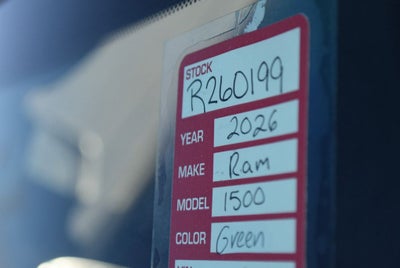 STOCK
R260199
YEAR 2026
MAKE Ram
MODEL 1500
COLOR Green